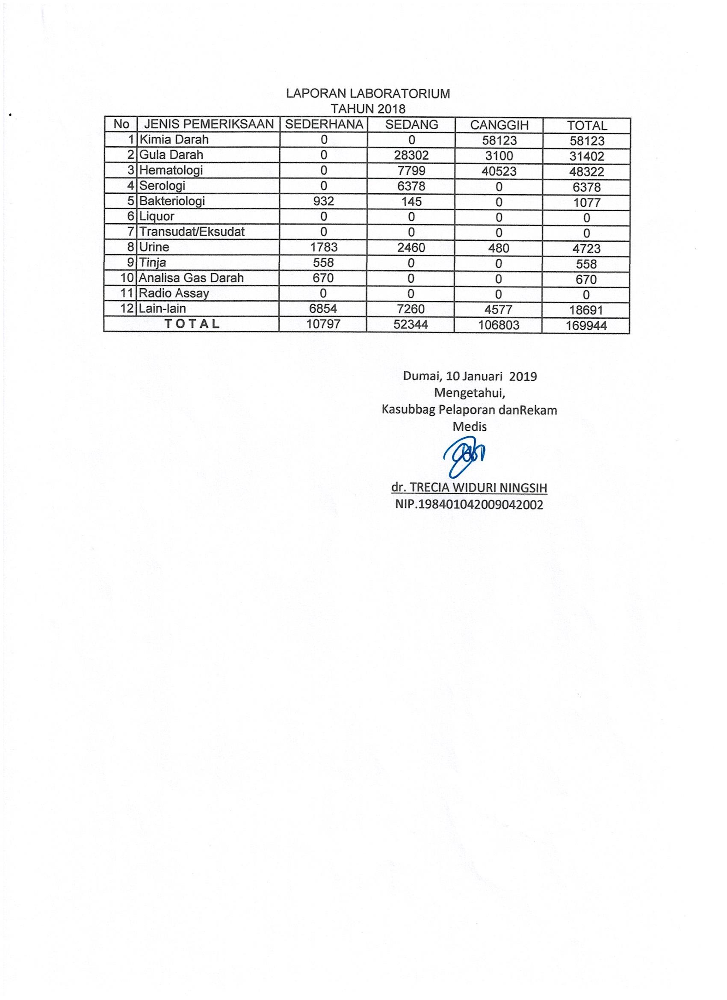 LAPORAN LABORATORIUM
TAHUN 2018
No JENIS PEMERIKSAAN SEDERHANA SEDANG CANGGIH TOTAL
1 Kimia Darah 0 0 58123 58123
2 Gula Darah 0 28302 3100 31402
3 Hematologi 0 7799 40523 48322
4 Serologi 0 6378 0 6378
5 Bakteriologi 932 145 0 1077
6 Liquor 0 0 0 0
7 Transudat/Eksudat 0 0 0 0
8 Urine 1783 2460 480 4723
9 Tinja 558 0 0 558
10 Analisa Gas Darah 670 0 0 670
11 Radio Assay 0 0 0 0
12 Lain-lain 6854 7260 4577 18691
T O T A L 10797 52344 106803 169944
Dumai, 10 Januari 2019
Mengetahui,
Kasubbag Pelaporan danRekam
Medis
dr. TRECIA WIDURI NINGSIH
NIP.198401042009042002